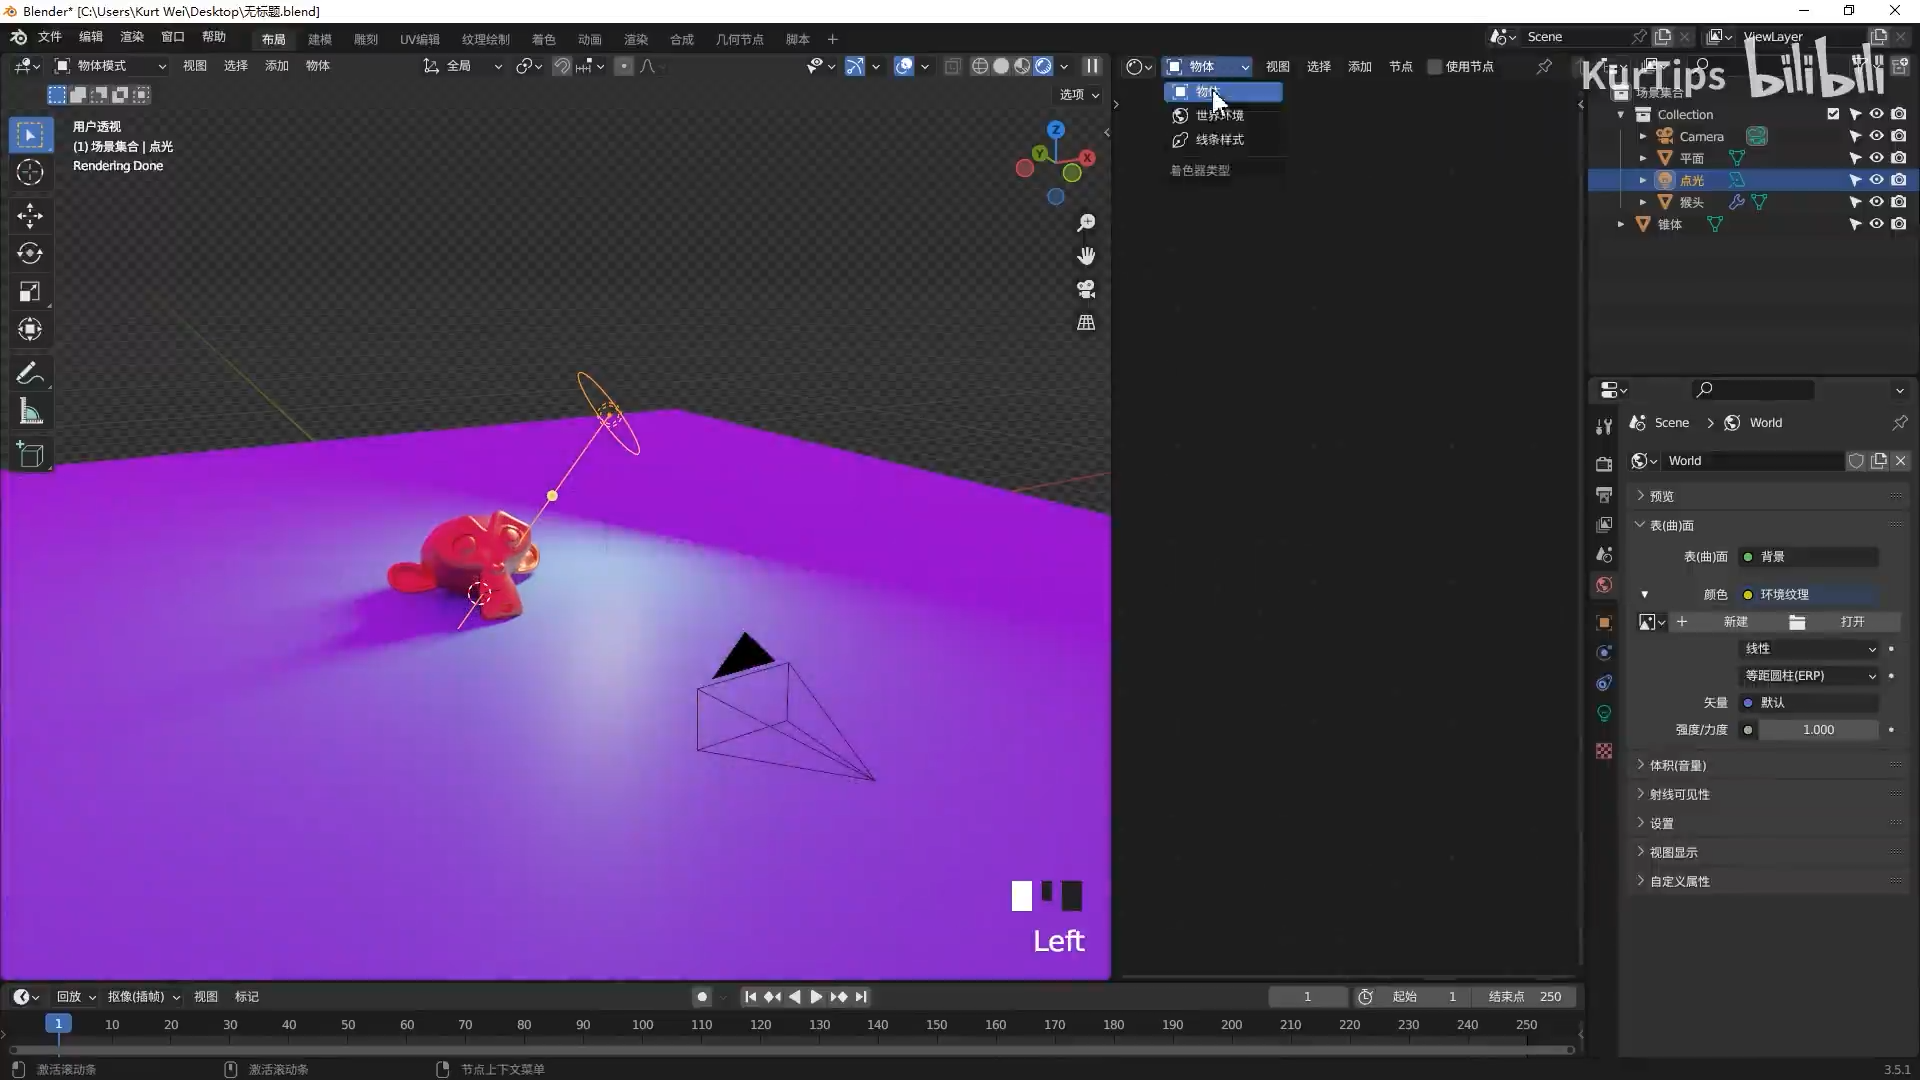 Blender* [C:\Users\Kurt Wei\Desktop\无标题.blend]
文件 编辑 渲染 窗口 帮助 布局 建模 雕刻 UV编辑 纹理绘制 着色 动画 渲染 合成 几何节点 脚本 +
Scene
ViewLayer
物体模式 视图 选择 添加 物体
全局
选项
用户透视
(1) 场景集合 | 点光
Rendering Done
Z
Y
X
Left
物体 视图 选择 添加 节点 使用节点
物体
世界环境
线条样式
着色器类型
KurTips bilibili
场景集合
Collection
Camera
平面
点光
猴头
锥体
Scene > World
World
预览
表(曲)面
表(曲)面 背景
颜色 环境纹理
+ 新建 打开
线性
等距圆柱(ERP)
矢量 默认
强度/力度 1.000
体积(音量)
射线可见性
设置
视图显示
自定义属性
回放 抠像(插帧) 视图 标记
1 起始 1 结束点 250
1 10 20 30 40 50 60 70 80 90 100 110 120 130 140 150 160 170 180 190 200 210 220 230 240 250
激活滚动条 激活滚动条 节点上下文菜单
3.5.1